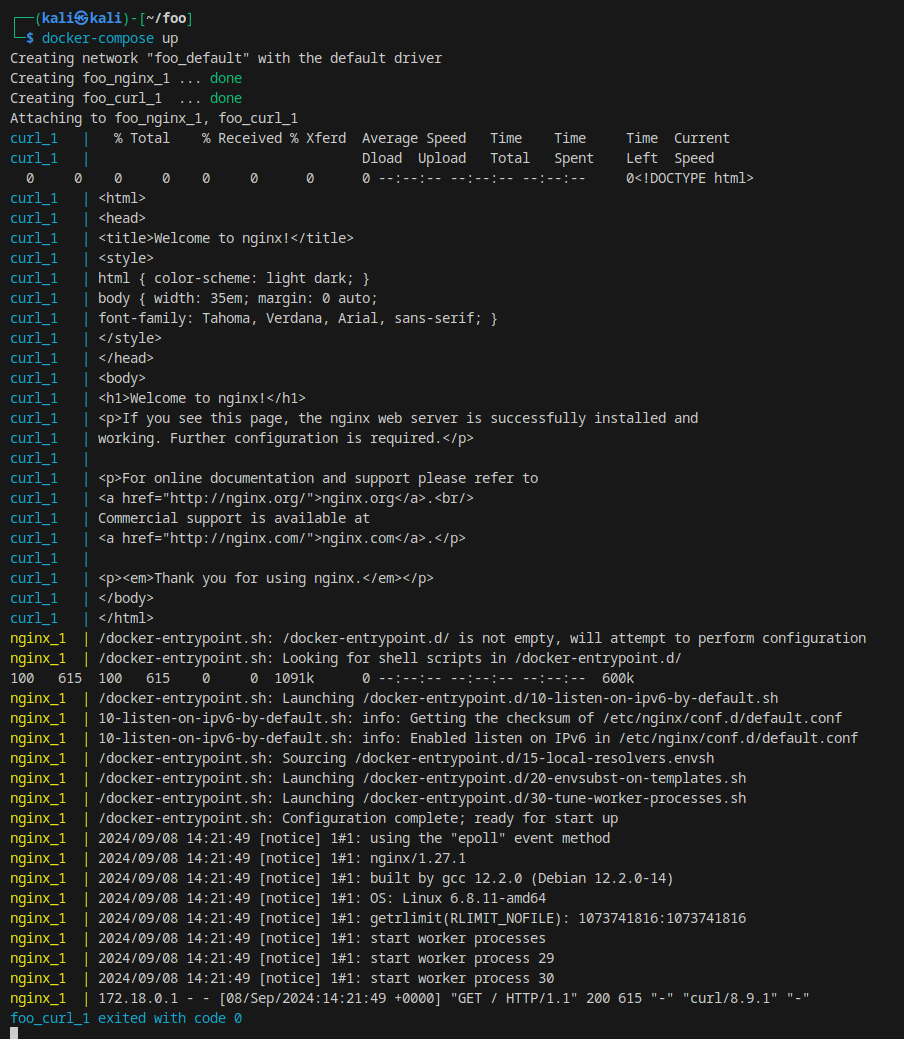 ┌──(kali㉿kali)-[~/foo]
└─$ docker-compose up
Creating network "foo_default" with the default driver
Creating foo_nginx_1 ... done
Creating foo_curl_1  ... done
Attaching to foo_nginx_1, foo_curl_1
curl_1   |   % Total    % Received % Xferd  Average Speed   Time    Time     Time  Current
curl_1   |                                  Dload  Upload   Total   Spent    Left  Speed
  0     0    0     0    0     0      0      0 --:--:-- --:--:-- --:--:--     0<!DOCTYPE html>
curl_1   | <html>
curl_1   | <head>
curl_1   | <title>Welcome to nginx!</title>
curl_1   | <style>
curl_1   | html { color-scheme: light dark; }
curl_1   | body { width: 35em; margin: 0 auto;
curl_1   | font-family: Tahoma, Verdana, Arial, sans-serif; }
curl_1   | </style>
curl_1   | </head>
curl_1   | <body>
curl_1   | <h1>Welcome to nginx!</h1>
curl_1   | <p>If you see this page, the nginx web server is successfully installed and
curl_1   | working. Further configuration is required.</p>
curl_1   |
curl_1   | <p>For online documentation and support please refer to
curl_1   | <a href="http://nginx.org/">nginx.org</a>.<br/>
curl_1   | Commercial support is available at
curl_1   | <a href="http://nginx.com/">nginx.com</a>.</p>
curl_1   |
curl_1   | <p><em>Thank you for using nginx.</em></p>
curl_1   | </body>
curl_1   | </html>
nginx_1  | /docker-entrypoint.sh: /docker-entrypoint.d/ is not empty, will attempt to perform configuration
nginx_1  | /docker-entrypoint.sh: Looking for shell scripts in /docker-entrypoint.d/
100   615  100   615    0     0  1091k      0 --:--:-- --:--:-- --:--:--  600k
nginx_1  | /docker-entrypoint.sh: Launching /docker-entrypoint.d/10-listen-on-ipv6-by-default.sh
nginx_1  | 10-listen-on-ipv6-by-default.sh: info: Getting the checksum of /etc/nginx/conf.d/default.conf
nginx_1  | 10-listen-on-ipv6-by-default.sh: info: Enabled listen on IPv6 in /etc/nginx/conf.d/default.conf
nginx_1  | /docker-entrypoint.sh: Sourcing /docker-entrypoint.d/15-local-resolvers.envsh
nginx_1  | /docker-entrypoint.sh: Launching /docker-entrypoint.d/20-envsubst-on-templates.sh
nginx_1  | /docker-entrypoint.sh: Launching /docker-entrypoint.d/30-tune-worker-processes.sh
nginx_1  | /docker-entrypoint.sh: Configuration complete; ready for start up
nginx_1  | 2024/09/08 14:21:49 [notice] 1#1: using the "epoll" event method
nginx_1  | 2024/09/08 14:21:49 [notice] 1#1: nginx/1.27.1
nginx_1  | 2024/09/08 14:21:49 [notice] 1#1: built by gcc 12.2.0 (Debian 12.2.0-14)
nginx_1  | 2024/09/08 14:21:49 [notice] 1#1: OS: Linux 6.8.11-amd64
nginx_1  | 2024/09/08 14:21:49 [notice] 1#1: getrlimit(RLIMIT_NOFILE): 1073741816:1073741816
nginx_1  | 2024/09/08 14:21:49 [notice] 1#1: start worker processes
nginx_1  | 2024/09/08 14:21:49 [notice] 1#1: start worker process 29
nginx_1  | 2024/09/08 14:21:49 [notice] 1#1: start worker process 30
nginx_1  | 172.18.0.1 - - [08/Sep/2024:14:21:49 +0000] "GET / HTTP/1.1" 200 615 "-" "curl/8.9.1" "-"
foo_curl_1 exited with code 0